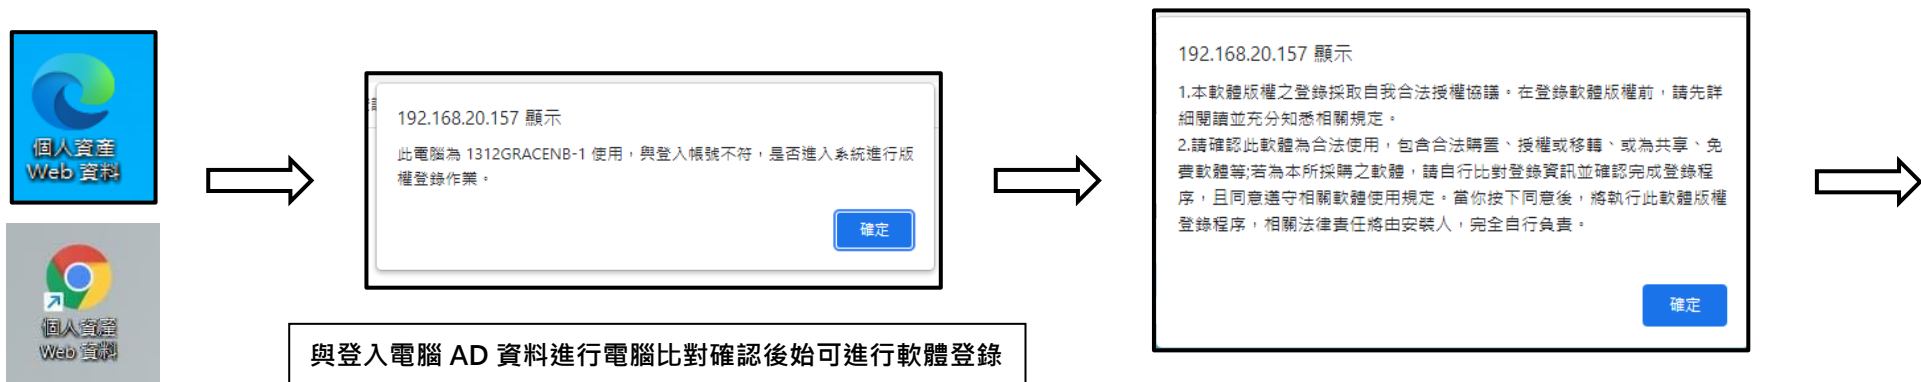 個人資產
Web 資料
個人資產
Web 資料
192.168.20.157 顯示
此電腦為 1312GRACENB-1 使用，與登入帳號不符，是否進入系統進行版
權登錄作業。
確定
與登入電腦 AD 資料進行電腦比對確認後始可進行軟體登錄
192.168.20.157 顯示
1.本軟體版權之登錄採取自我合法授權協議。在登錄軟體版權前，請先詳
細閱讀並充分知悉相關規定。
2.請確認此軟體為合法使用，包含合法購置、授權或移轉、或為共享、免
費軟體等;若為本所採購之軟體，請自行比對登錄資訊並確認完成登錄程
序，且同意遵守相關軟體使用規定。當你按下同意後，將執行此軟體版權
登錄程序，相關法律責任將由安裝人，完全自行負責。
確定